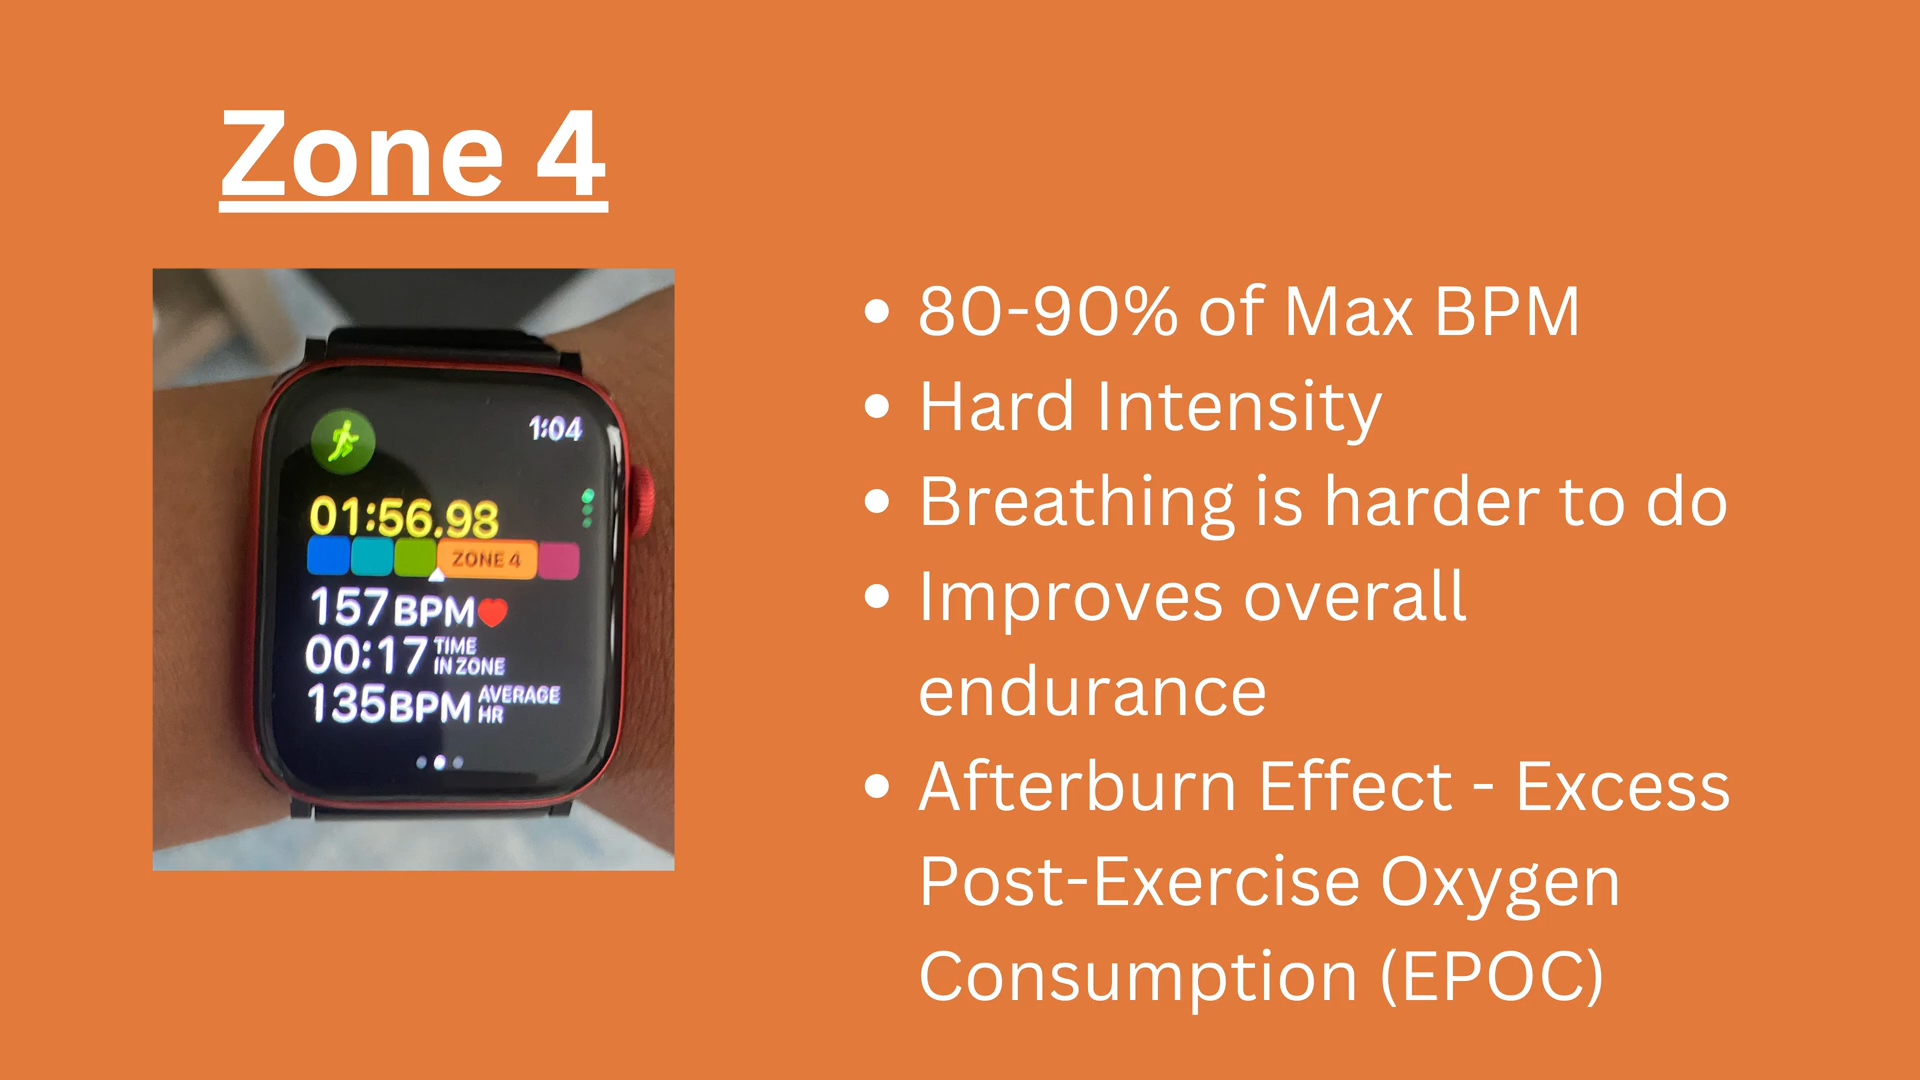 Zone 4
1:04
01:56.98
ZONE 4
157 BPM
00:17 TIME IN ZONE
135 BPM AVERAGE HR
• 80-90% of Max BPM
• Hard Intensity
• Breathing is harder to do
• Improves overall
endurance
• Afterburn Effect - Excess
Post-Exercise Oxygen
Consumption (EPOC)